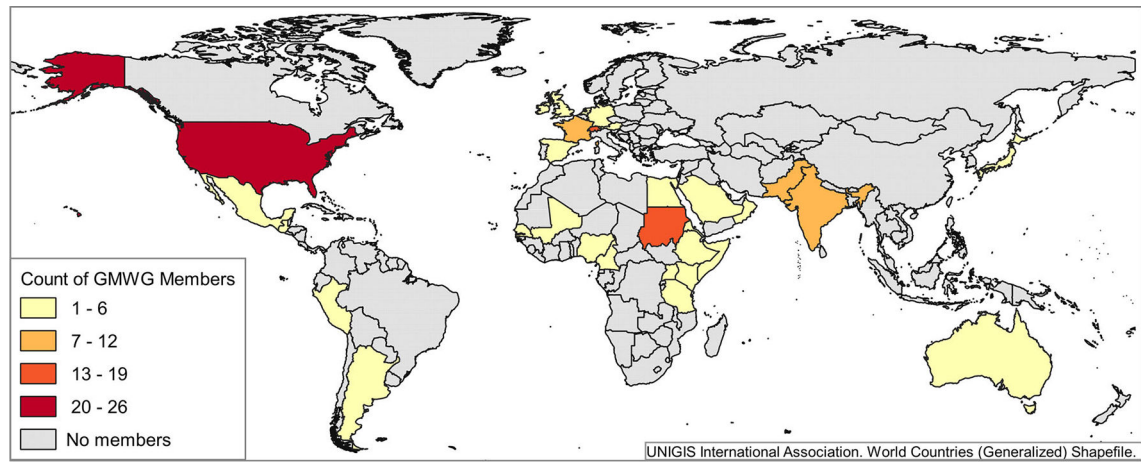 Count of GMWG Members
1 - 6
7 - 12
13 - 19
20 - 26
No members
UNIGIS International Association. World Countries (Generalized) Shapefile.